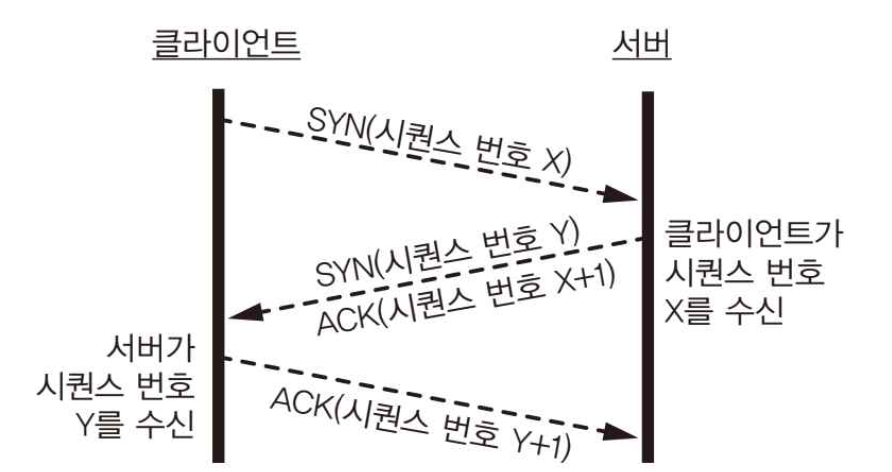 클라이언트
서버
SYN(시퀀스 번호 X)
SYN(시퀀스 번호 Y)
ACK(시퀀스 번호 X+1)
클라이언트가
시퀀스 번호
X를 수신
서버가
시퀀스 번호
Y를 수신
ACK(시퀀스 번호 Y+1)